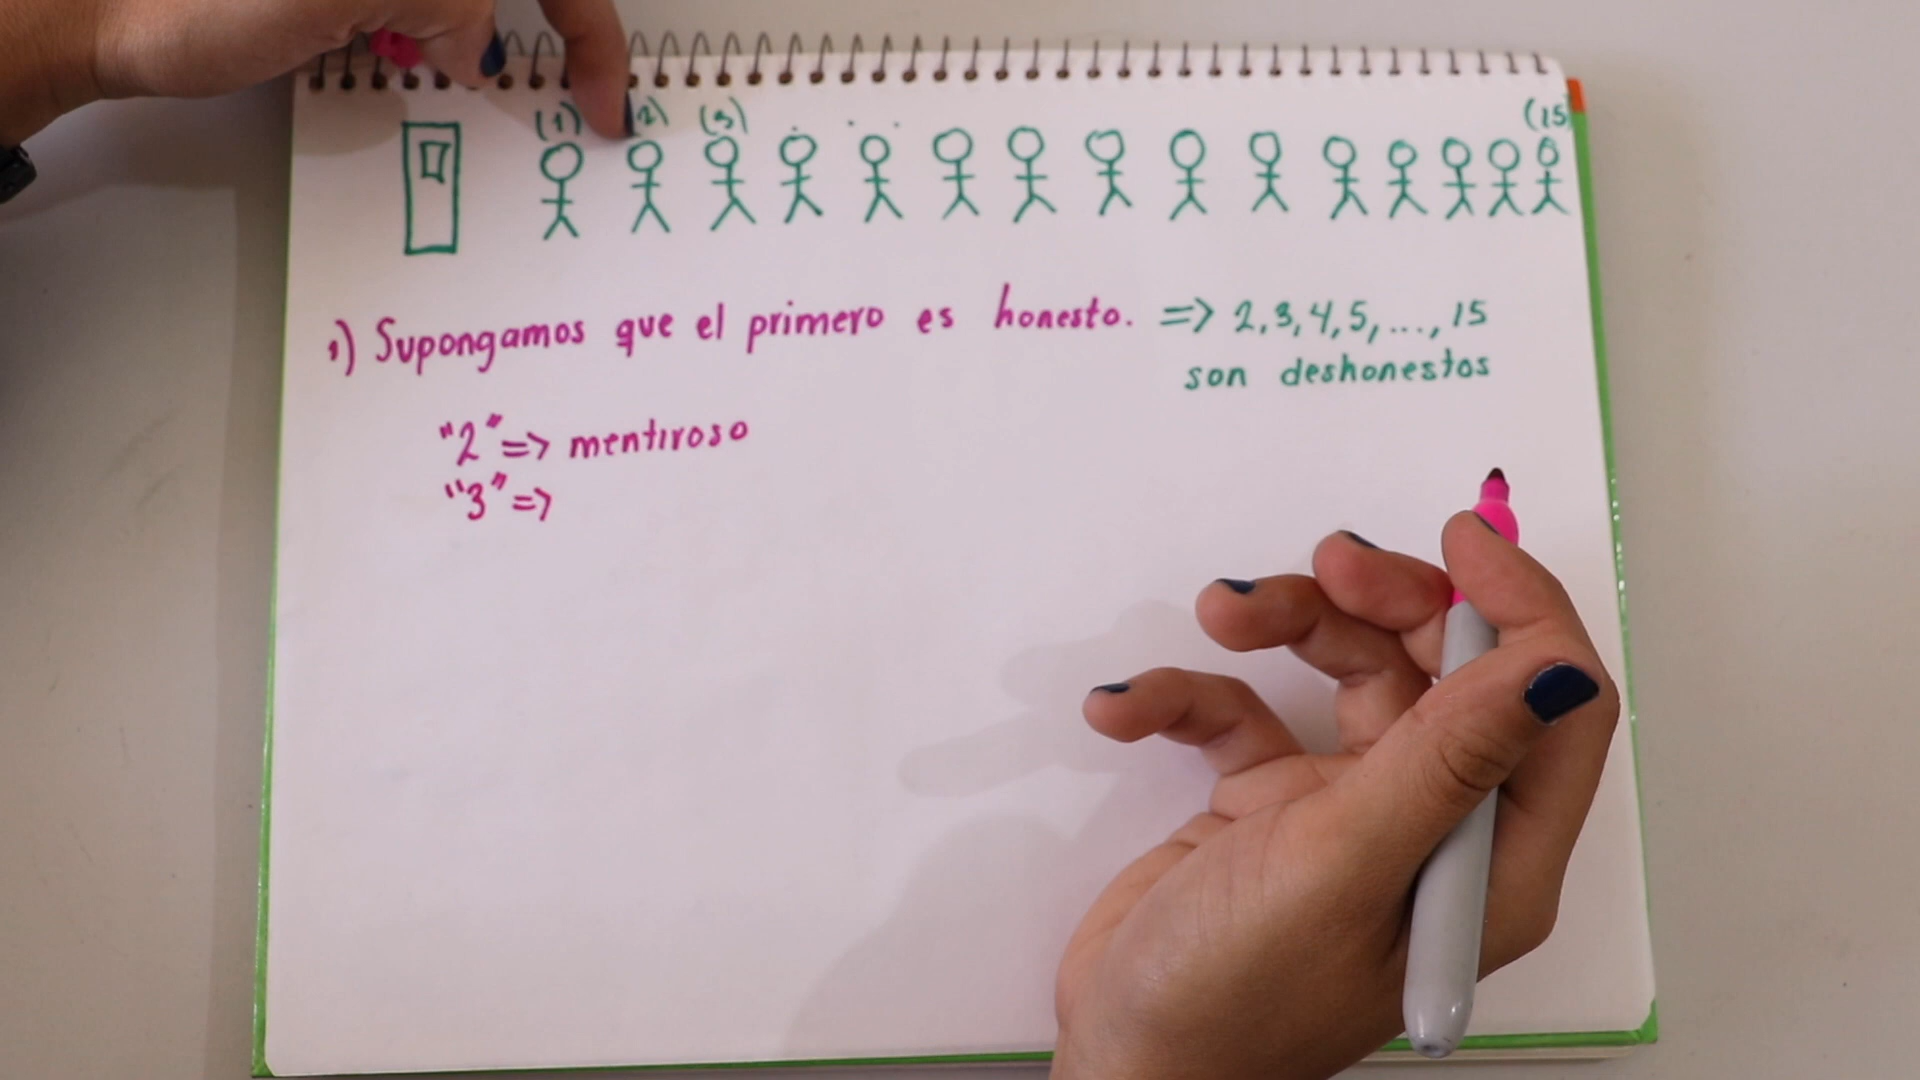 (1) (2) (3) (15)
1) Supongamos que el primero es honesto. => 2, 3, 4, 5, ..., 15
son deshonestos
"2" => mentiroso
"3" =>